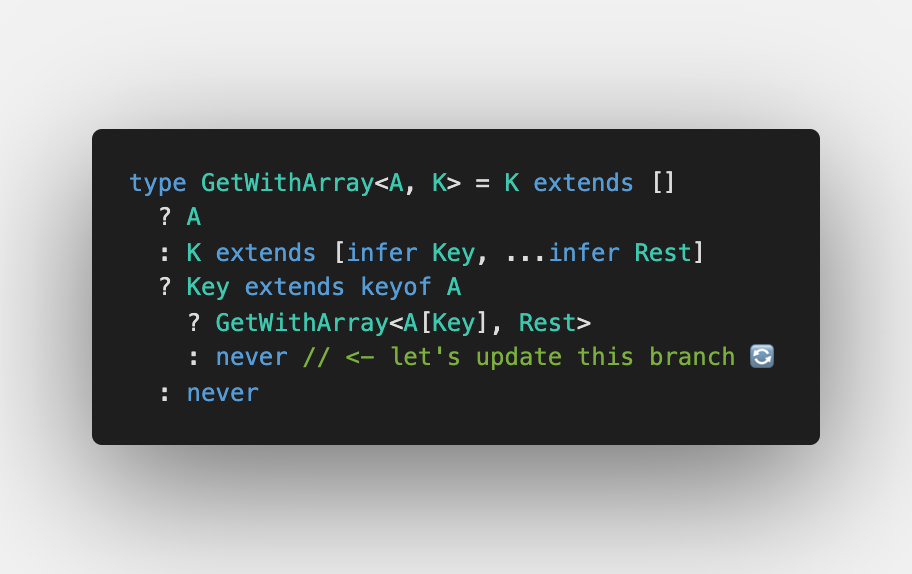 type GetWithArray<A, K> = K extends []
  ? A
  : K extends [infer Key, ...infer Rest]
  ? Key extends keyof A
    ? GetWithArray<A[Key], Rest>
    : never // <- let's update this branch 🔄
  : never